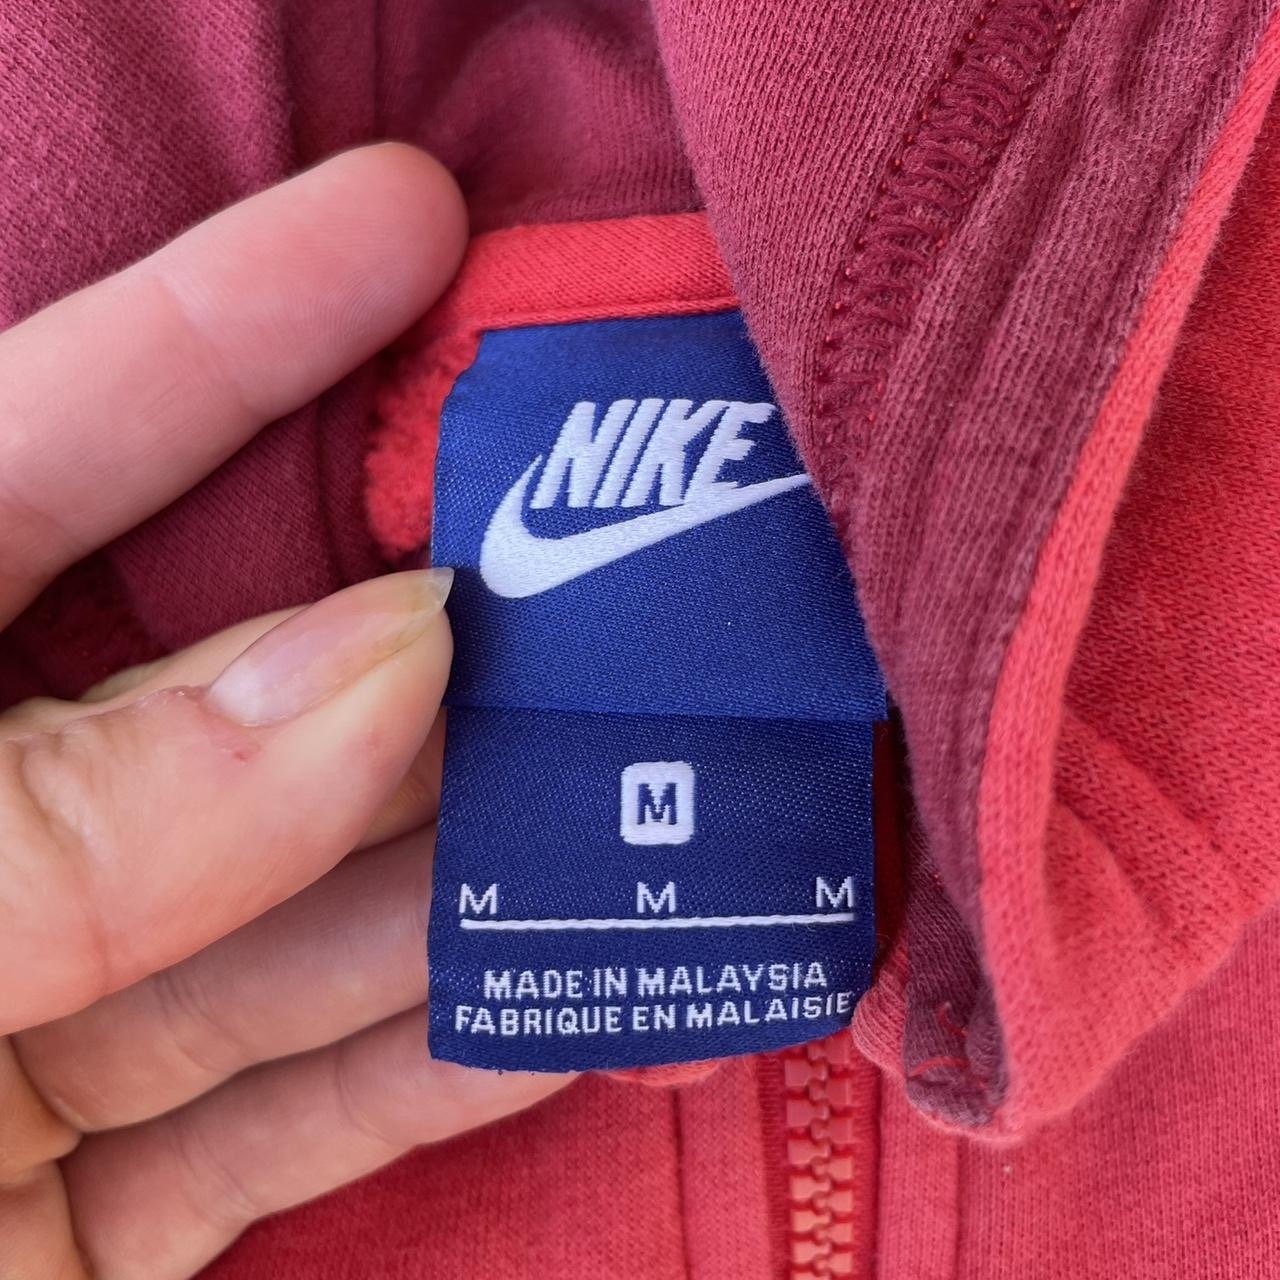 NIKE
M
M M M
MADE IN MALAYSIA
FABRIQUE EN MALAISIE